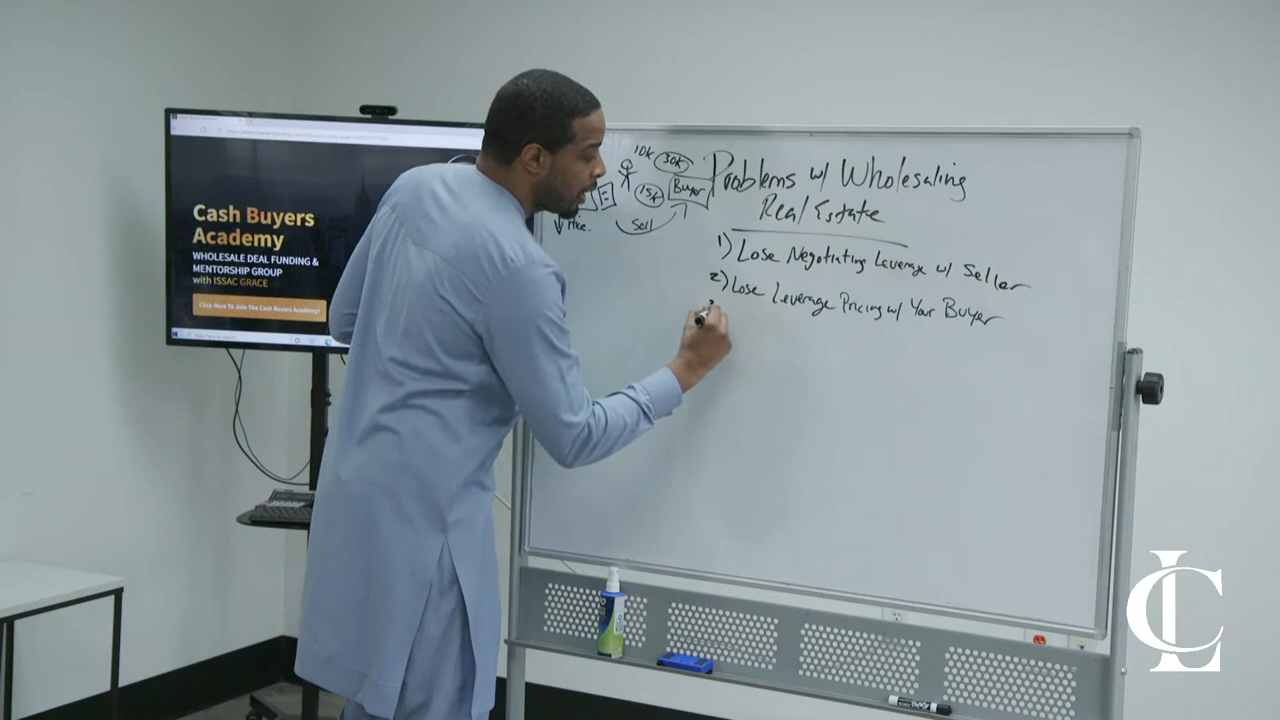 Cash Buyers
Academy
WHOLESALE DEAL FUNDING &
MENTORSHIP GROUP
with ISSAC GRACE
Click Here To Join The Cash Buyers Academy!
10k
30k
15k
Buyer
E
Sell
Problems w/ Wholesaling
Real Estate
1) Lose Negotiating Leverage w/ Seller
2) Lose Leverage Pricing w/ Your Buyer
CL